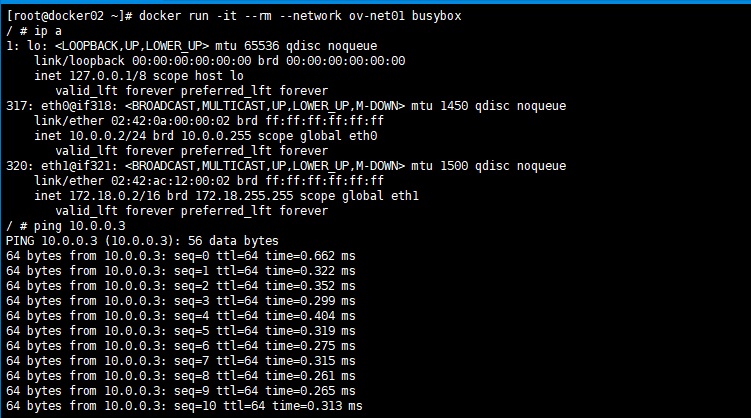 [root@docker02 ~]# docker run -it --rm --network ov-net01 busybox
/ # ip a
1: lo: <LOOPBACK,UP,LOWER_UP> mtu 65536 qdisc noqueue
    link/loopback 00:00:00:00:00:00 brd 00:00:00:00:00:00
    inet 127.0.0.1/8 scope host lo
       valid_lft forever preferred_lft forever
317: eth0@if318: <BROADCAST,MULTICAST,UP,LOWER_UP,M-DOWN> mtu 1450 qdisc noqueue
    link/ether 02:42:0a:00:00:02 brd ff:ff:ff:ff:ff:ff
    inet 10.0.0.2/24 brd 10.0.0.255 scope global eth0
       valid_lft forever preferred_lft forever
320: eth1@if321: <BROADCAST,MULTICAST,UP,LOWER_UP,M-DOWN> mtu 1500 qdisc noqueue
    link/ether 02:42:ac:12:00:02 brd ff:ff:ff:ff:ff:ff
    inet 172.18.0.2/16 brd 172.18.255.255 scope global eth1
       valid_lft forever preferred_lft forever
/ # ping 10.0.0.3
PING 10.0.0.3 (10.0.0.3): 56 data bytes
64 bytes from 10.0.0.3: seq=0 ttl=64 time=0.662 ms
64 bytes from 10.0.0.3: seq=1 ttl=64 time=0.322 ms
64 bytes from 10.0.0.3: seq=2 ttl=64 time=0.352 ms
64 bytes from 10.0.0.3: seq=3 ttl=64 time=0.299 ms
64 bytes from 10.0.0.3: seq=4 ttl=64 time=0.404 ms
64 bytes from 10.0.0.3: seq=5 ttl=64 time=0.319 ms
64 bytes from 10.0.0.3: seq=6 ttl=64 time=0.275 ms
64 bytes from 10.0.0.3: seq=7 ttl=64 time=0.315 ms
64 bytes from 10.0.0.3: seq=8 ttl=64 time=0.261 ms
64 bytes from 10.0.0.3: seq=9 ttl=64 time=0.265 ms
64 bytes from 10.0.0.3: seq=10 ttl=64 time=0.313 ms